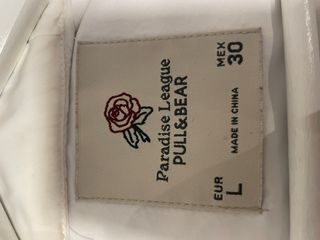 Paradise League
PULL&BEAR
EUR MEX
L 30
MADE IN CHINA